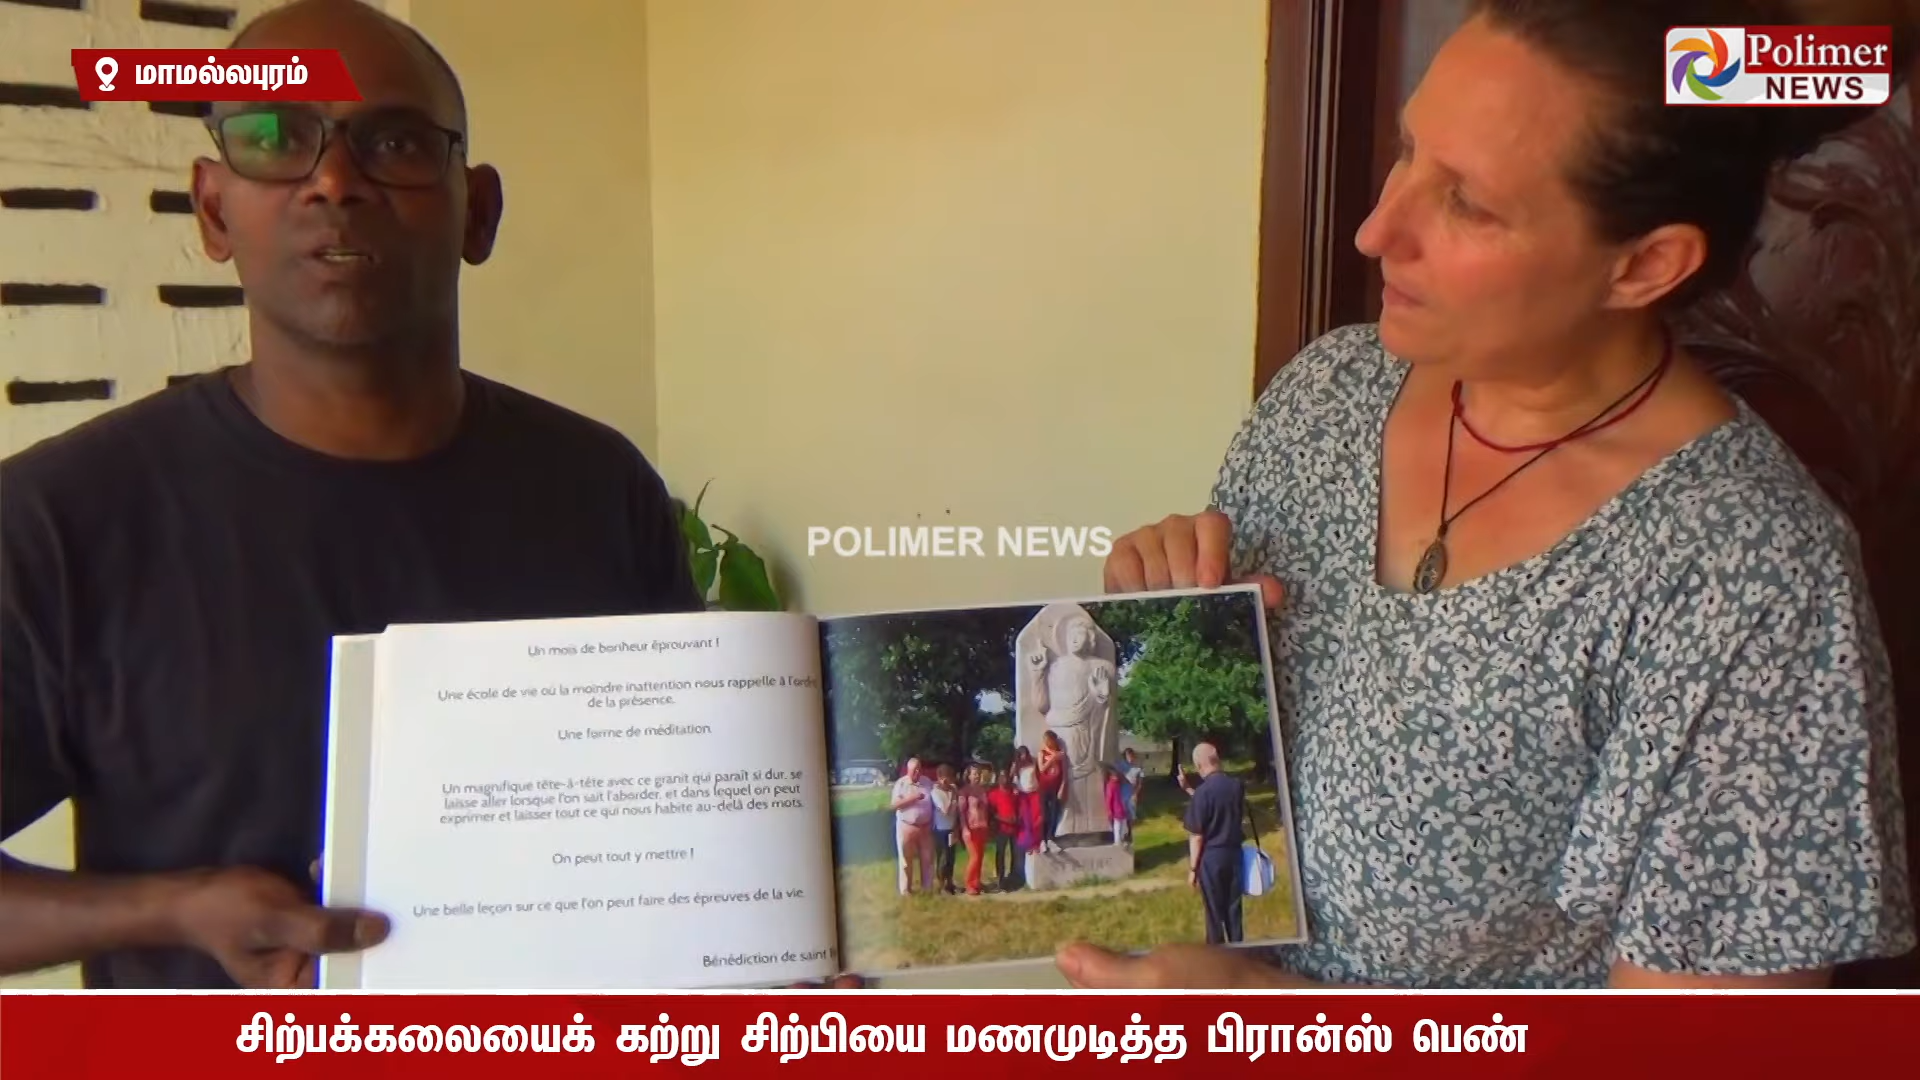 மாமல்லபுரம்
Polimer
NEWS
POLIMER NEWS
Un mois de bonheur éprouvant !
Une école de vie où la moindre inattention nous rappelle à l'ordre
de la présence.
Une forme de méditation.
Un magnifique tête-à-tête avec ce granit qui paraît si dur, se
laisse aller lorsque l'on sait l'aborder, et dans lequel on peut
exprimer et laisser tout ce qui nous habite au-delà des mots.
On peut tout y mettre !
Une belle leçon sur ce que l'on peut faire des épreuves de la vie.
Bénédiction de saint
சிற்பக்கலையைக் கற்று சிற்பியை மணமுடித்த பிரான்ஸ் பெண்